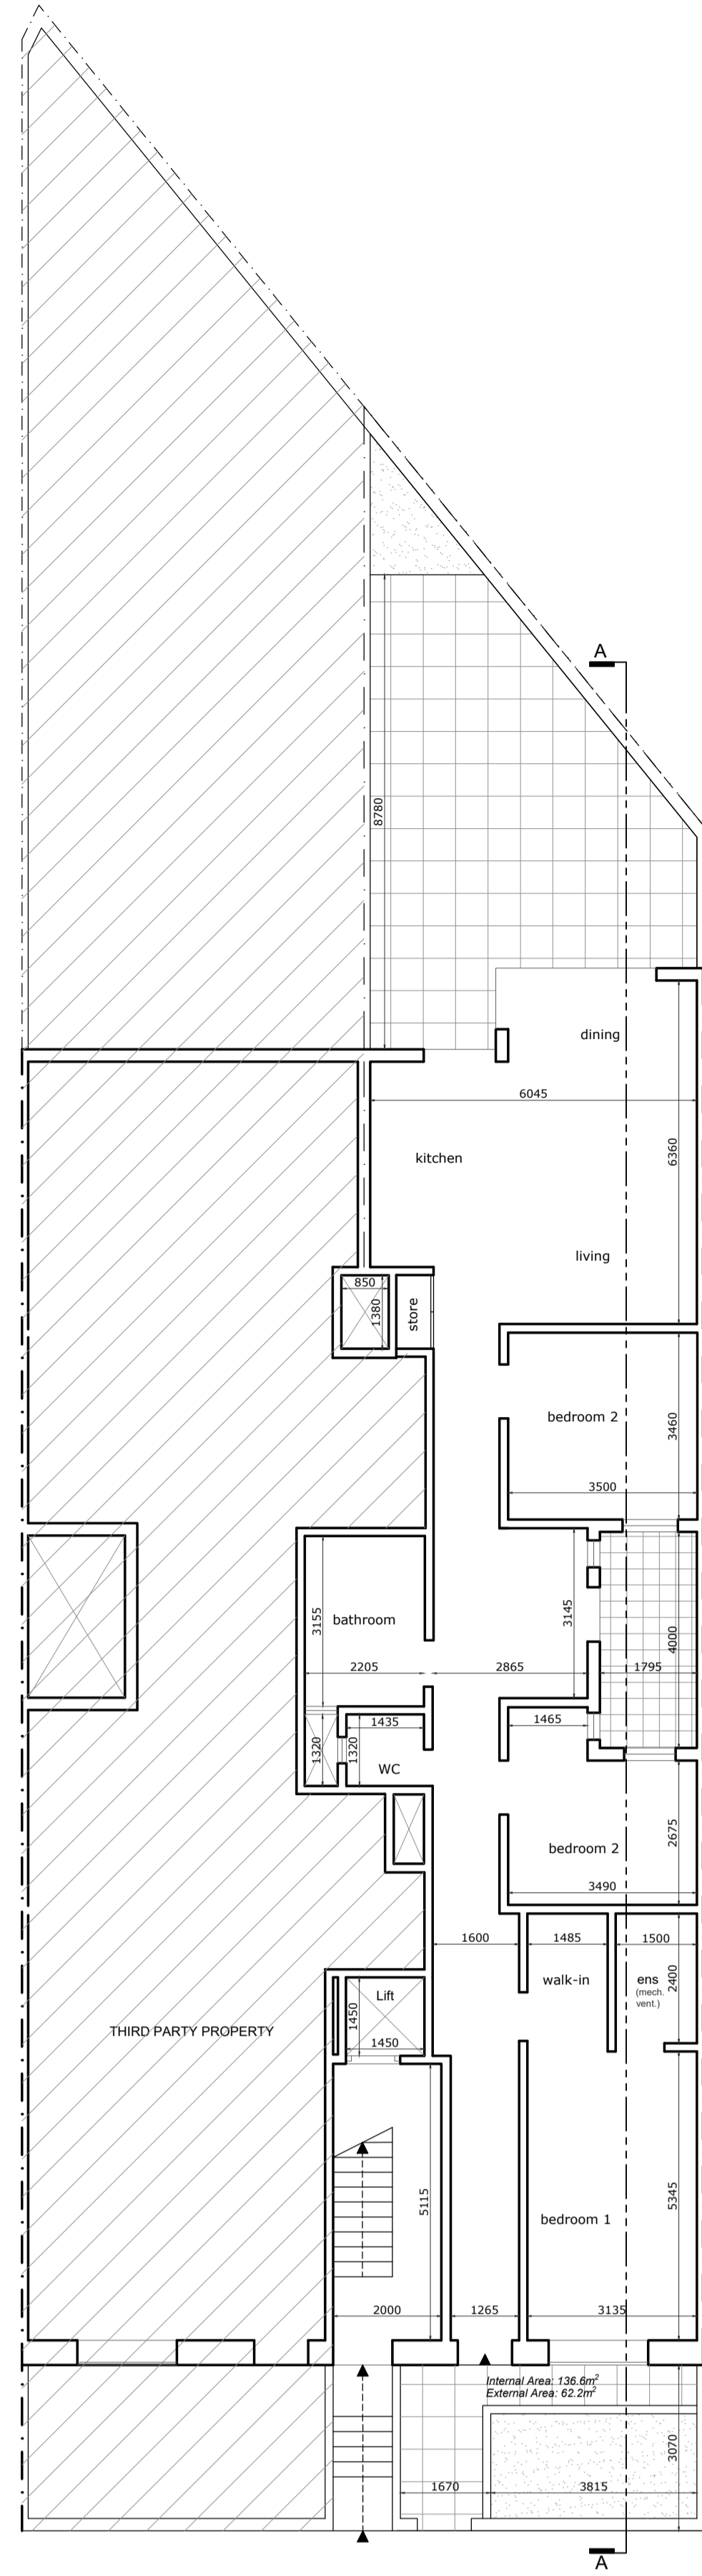 A
8780
dining
6045
kitchen
6360
living
850
1380
store
bedroom 2
3460
3500
3155
bathroom
3145
4000
2205
2865
1795
1435
1465
1320
1320
WC
bedroom 2
2675
3490
1600
1485
1500
walk-in
ens
(mech.
vent.)
2400
Lift
1450
1450
THIRD PARTY PROPERTY
5115
bedroom 1
5345
2000
1265
3135
Internal Area: 136.6m²
External Area: 62.2m²
3070
1670
3815
A